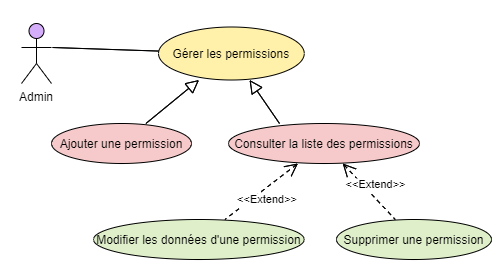 Gérer les permissions
Admin
Ajouter une permission
Consulter la liste des permissions
<<Extend>>
<<Extend>>
Modifier les données d'une permission
Supprimer une permission